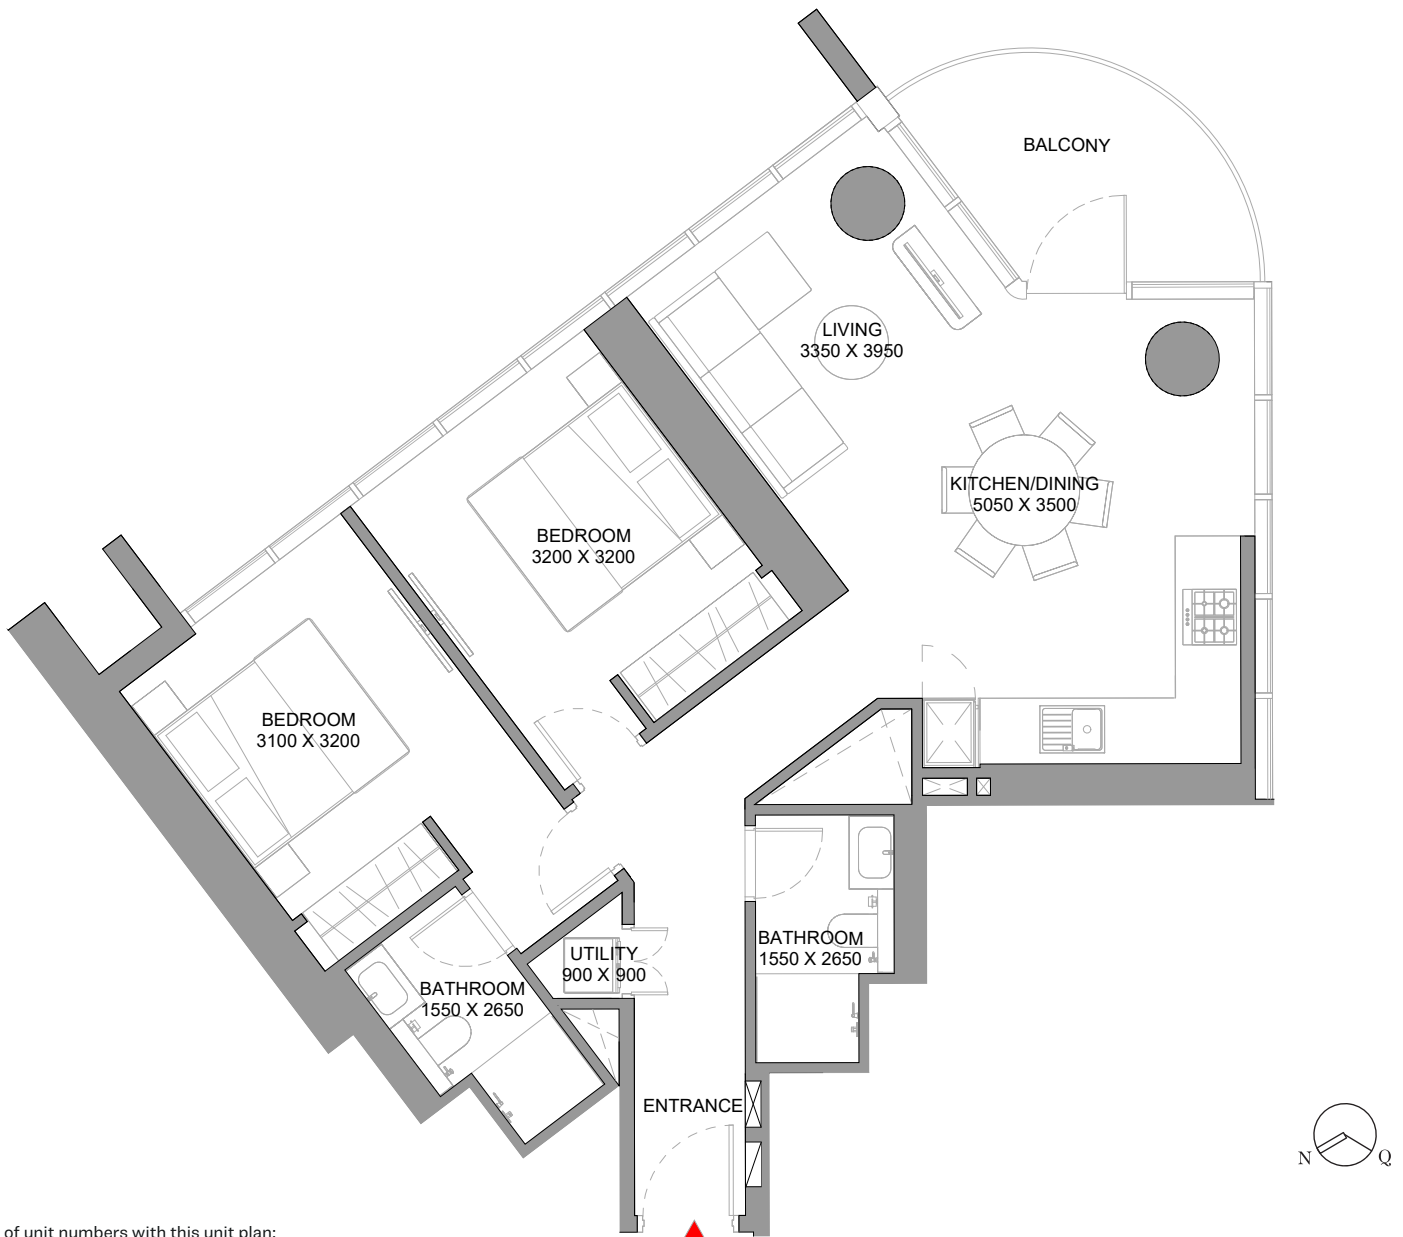 BALCONY
LIVING
3350 X 3950
KITCHEN/DINING
5050 X 3500
BEDROOM
3200 X 3200
BEDROOM
3100 X 3200
BATHROOM
1550 X 2650
UTILITY
900 X 900
BATHROOM
1550 X 2650
ENTRANCE
N Q
of unit numbers with this unit plan: